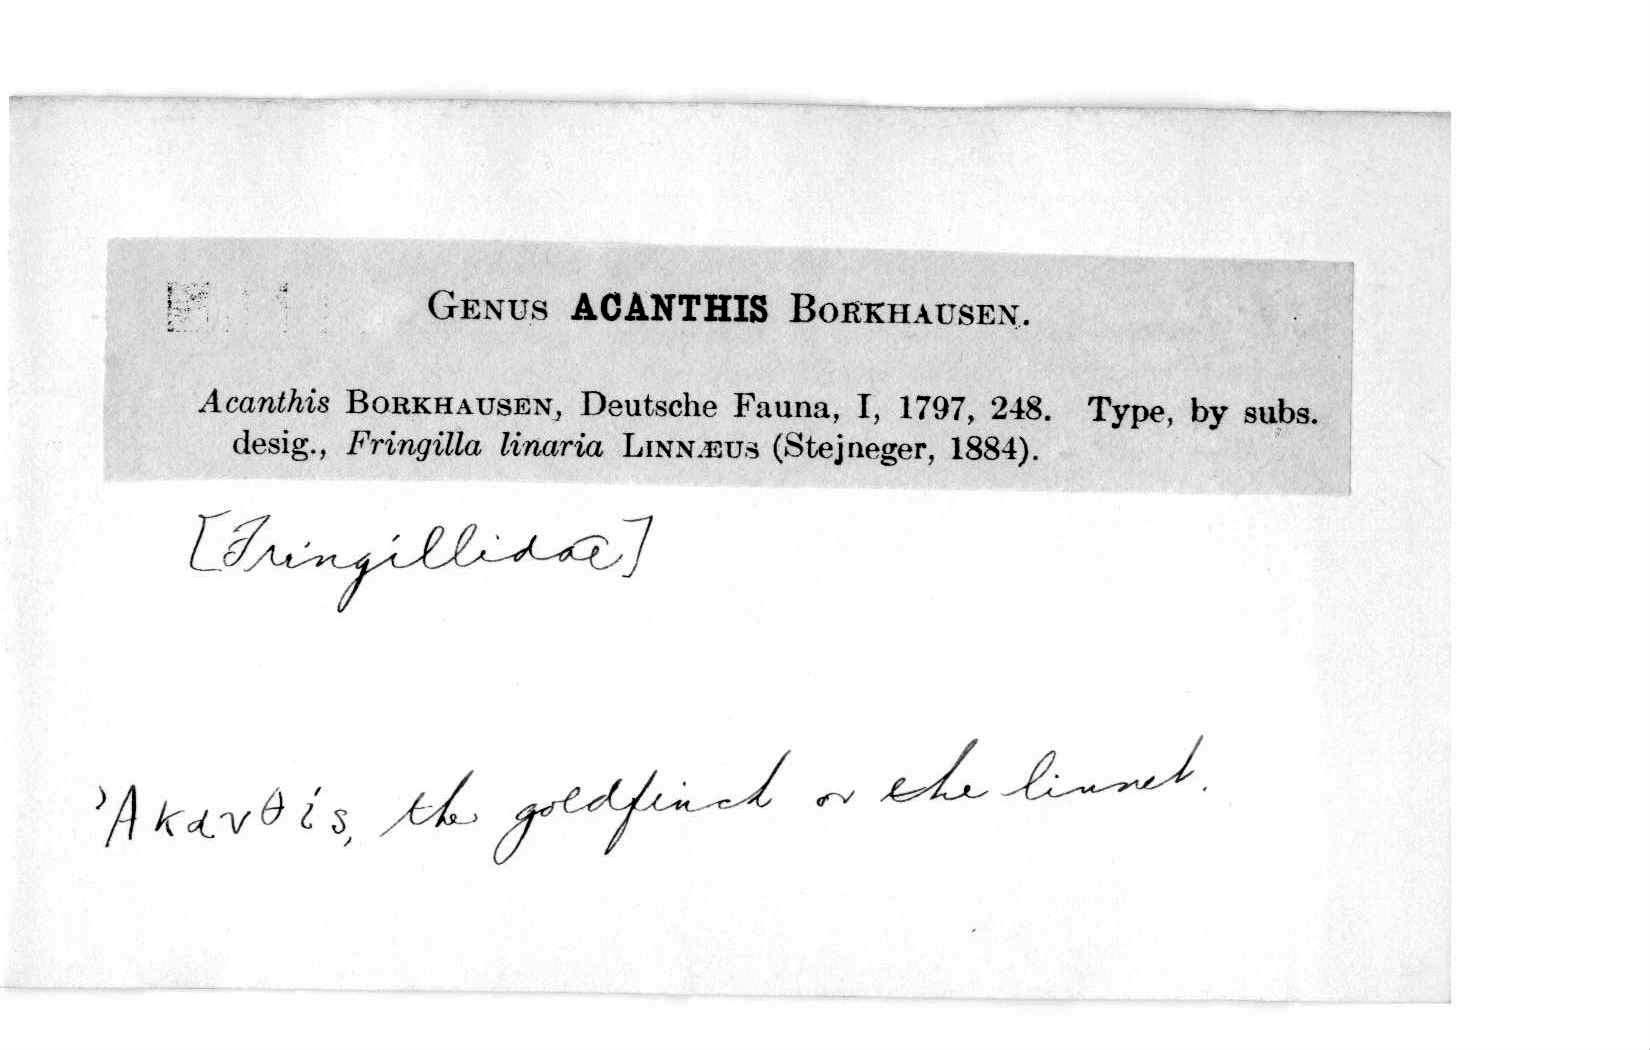 GENUS ACANTHIS BORKHAUSEN.
Acanthis BORKHAUSEN, Deutsche Fauna, I, 1797, 248. Type, by subs.
desig., Fringilla linaria LINNÆUS (Stejneger, 1884).
[Fringillidae]
Ἀκανθίς, the goldfinch or the linnet.